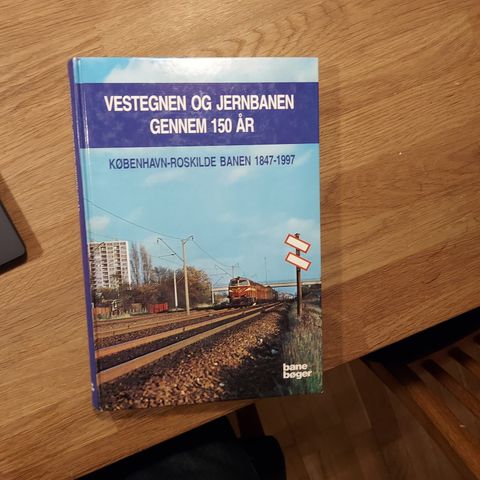 VESTEGNEN OG JERNBANEN
GENNEM 150 ÅR
KØBENHAVN-ROSKILDE BANEN 1847-1997
bane
bøger